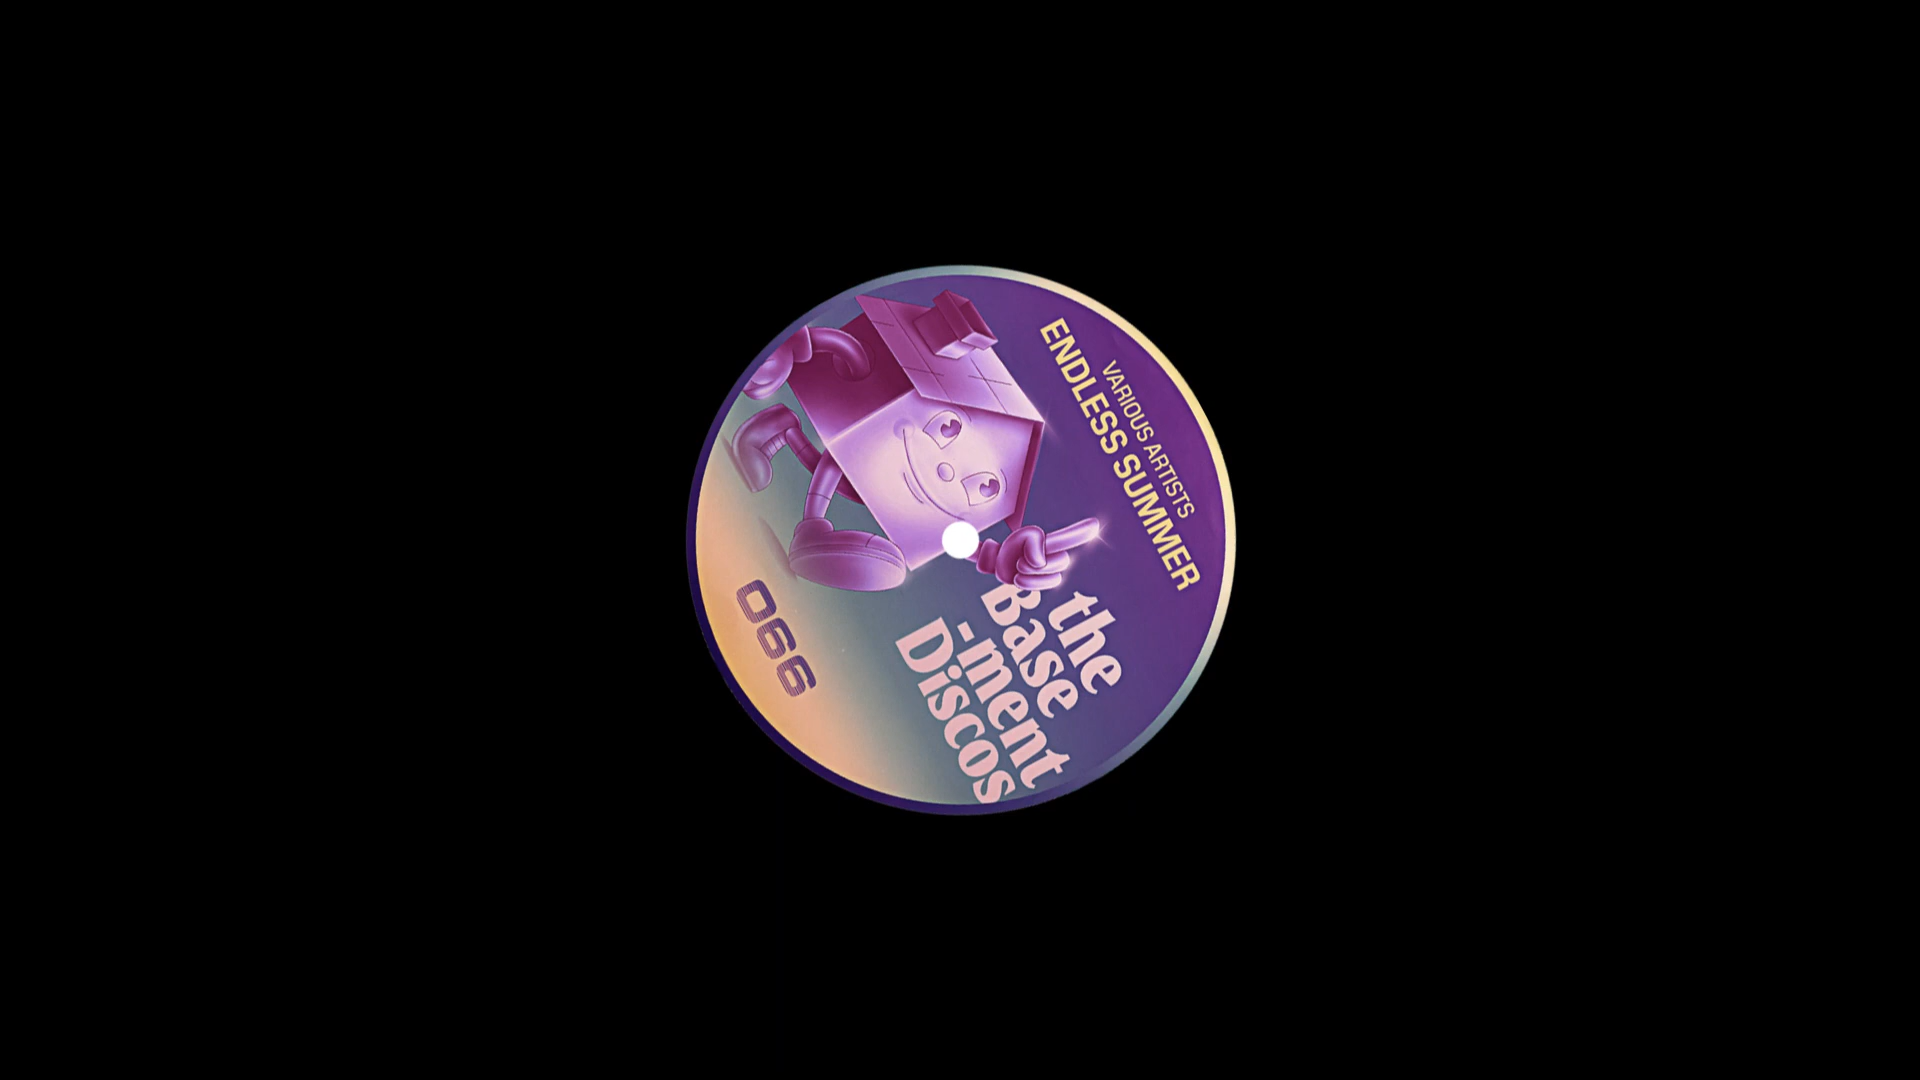 VARIOUS ARTISTS
ENDLESS SUMMER
the
Base
-ment
Discos
066